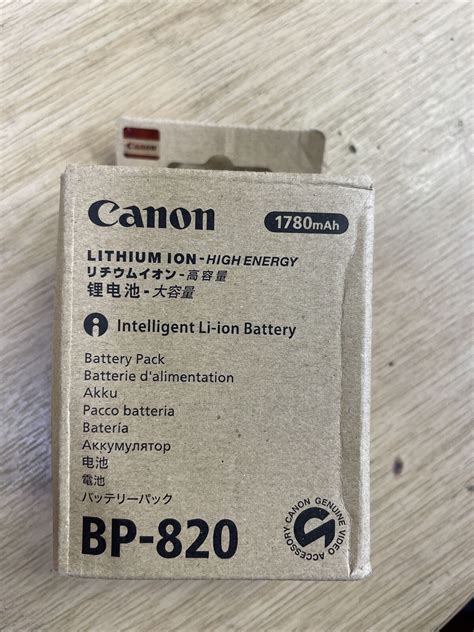 Canon
Canon
1780mAh
LITHIUM ION - HIGH ENERGY
リチウムイオン - 高容量
锂电池 - 大容量
i Intelligent Li-ion Battery
Battery Pack
Batterie d'alimentation
Akku
Pacco batteria
Batería
Аккумулятор
电池
電池
バッテリーパック
BP-820
CANON GENUINE VIDEO ACCESSORY